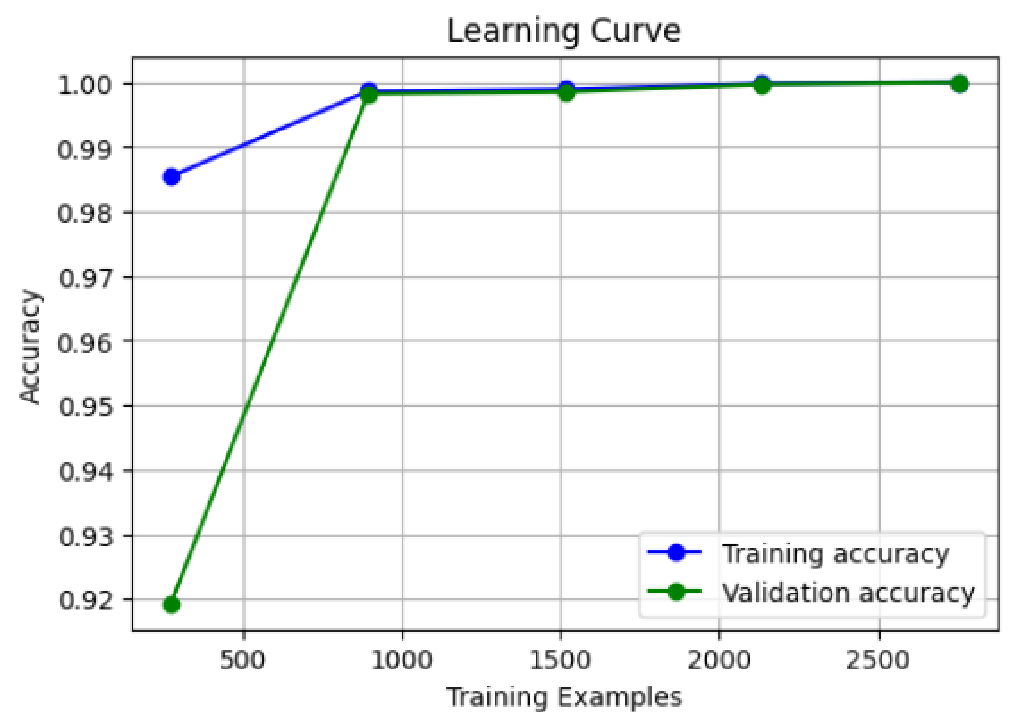 Learning Curve
1.00
0.99
0.98
0.97
0.96
0.95
0.94
0.93
0.92
Accuracy
Training accuracy
Validation accuracy
500 1000 1500 2000 2500
Training Examples